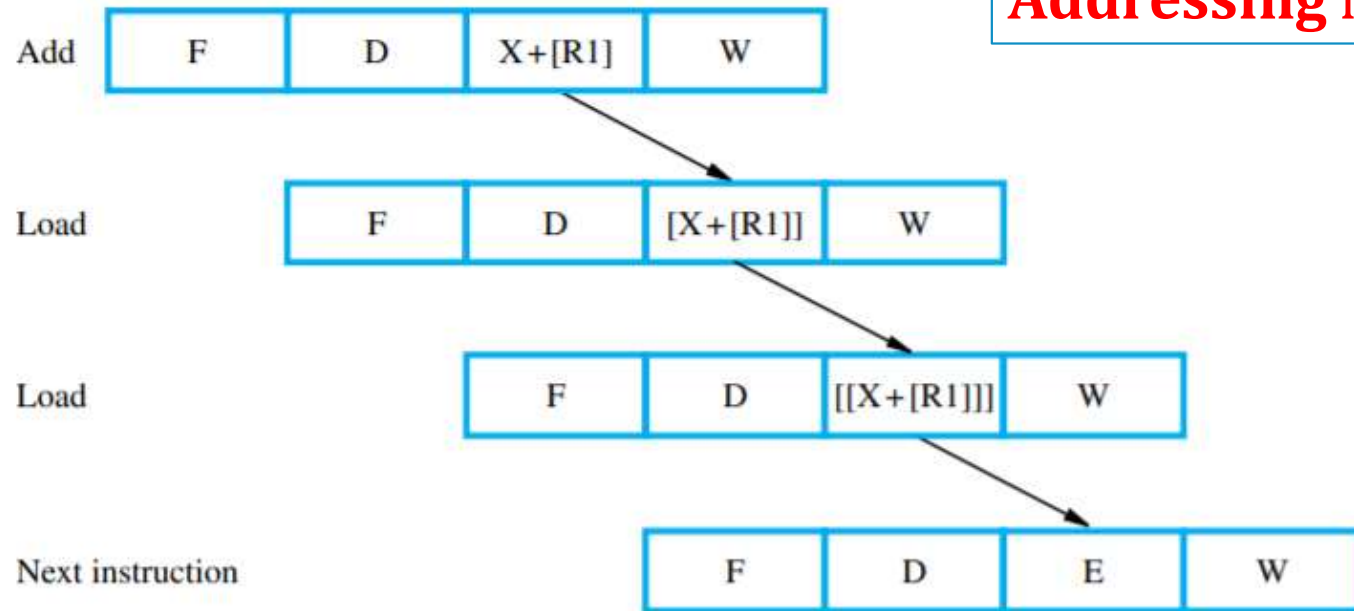 Addressing
Add F D X+[R1] W
Load F D [X+[R1]] W
Load F D [[X+[R1]]] W
Next instruction F D E W